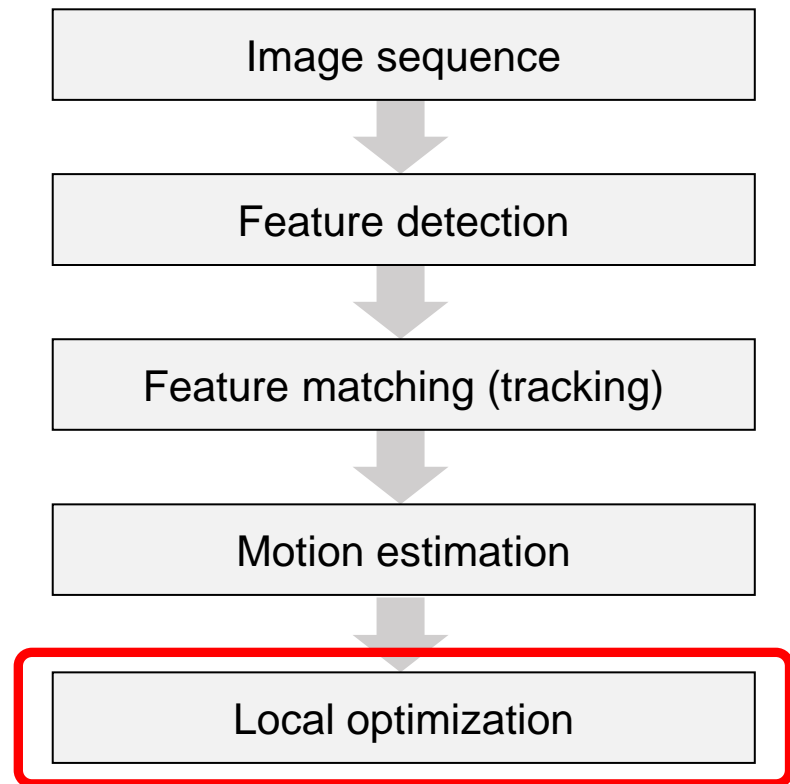 Image sequence
Feature detection
Feature matching (tracking)
Motion estimation
Local optimization